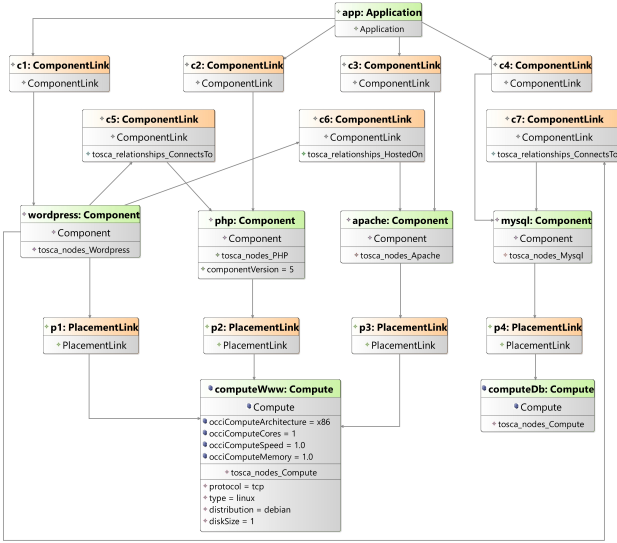 app: Application
Application
c1: ComponentLink
ComponentLink
c2: ComponentLink
ComponentLink
c3: ComponentLink
ComponentLink
c4: ComponentLink
ComponentLink
c5: ComponentLink
ComponentLink
tosca_relationships_ConnectsTo
c6: ComponentLink
ComponentLink
tosca_relationships_HostedOn
c7: ComponentLink
ComponentLink
tosca_relationships_ConnectsTo
wordpress: Component
Component
tosca_nodes_Wordpress
php: Component
Component
tosca_nodes_PHP
componentVersion = 5
apache: Component
Component
tosca_nodes_Apache
mysql: Component
Component
tosca_nodes_Mysql
p1: PlacementLink
PlacementLink
p2: PlacementLink
PlacementLink
p3: PlacementLink
PlacementLink
p4: PlacementLink
PlacementLink
computeWww: Compute
Compute
occiComputeArchitecture = x86
occiComputeCores = 1
occiComputeSpeed = 1.0
occiComputeMemory = 1.0
tosca_nodes_Compute
protocol = tcp
type = linux
distribution = debian
diskSize = 1
computeDb: Compute
Compute
tosca_nodes_Compute